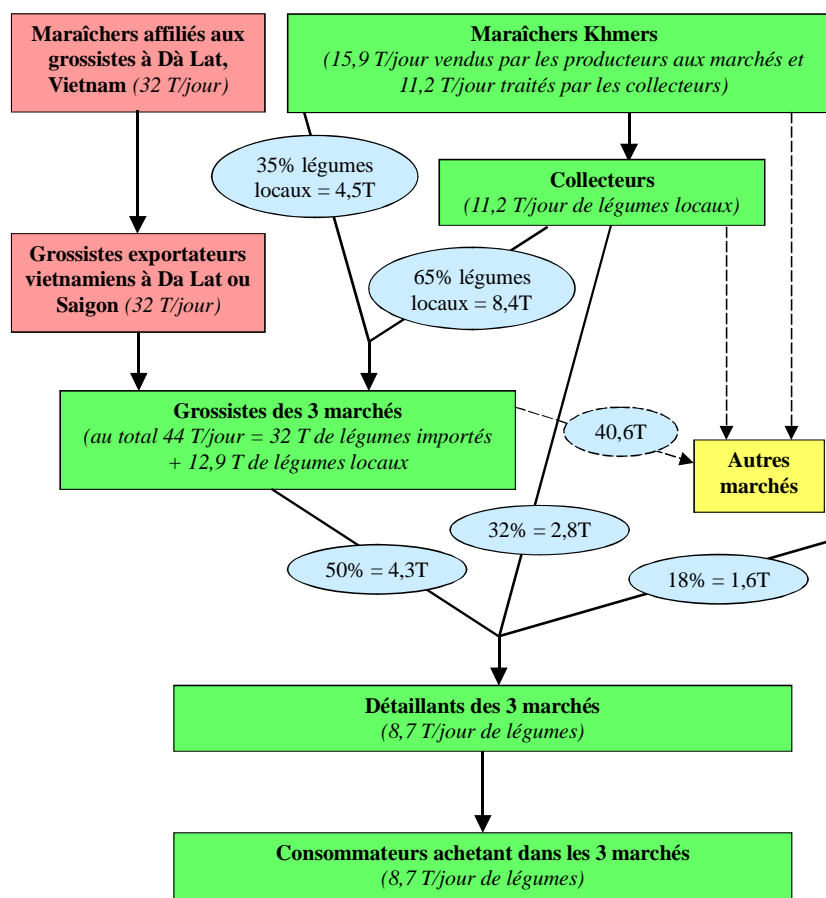 Maraîchers affiliés aux
grossistes à Dà Lat,
Vietnam (32 T/jour)
Maraîchers Khmers
(15,9 T/jour vendus par les producteurs aux marchés et
11,2 T/jour traités par les collecteurs)
35% légumes
locaux = 4,5T
Collecteurs
(11,2 T/jour de légumes locaux)
Grossistes exportateurs
vietnamiens à Da Lat ou
Saigon (32 T/jour)
65% légumes
locaux = 8,4T
Grossistes des 3 marchés
(au total 44 T/jour = 32 T de légumes importés
+ 12,9 T de légumes locaux
40,6T
Autres
marchés
32% = 2,8T
50% = 4,3T
18% = 1,6T
Détaillants des 3 marchés
(8,7 T/jour de légumes)
Consommateurs achetant dans les 3 marchés
(8,7 T/jour de légumes)